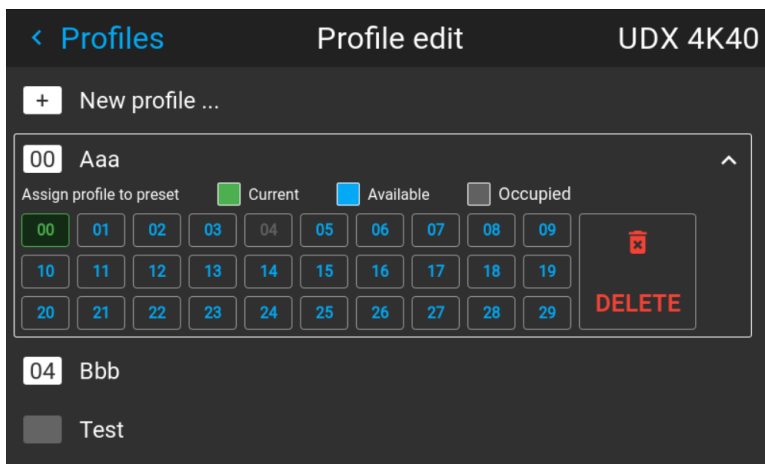 < Profiles Profile edit UDX 4K40
+ New profile ...
00 Aaa
Assign profile to preset Current Available Occupied
00 01 02 03 04 05 06 07 08 09
10 11 12 13 14 15 16 17 18 19
20 21 22 23 24 25 26 27 28 29
DELETE
04 Bbb
Test